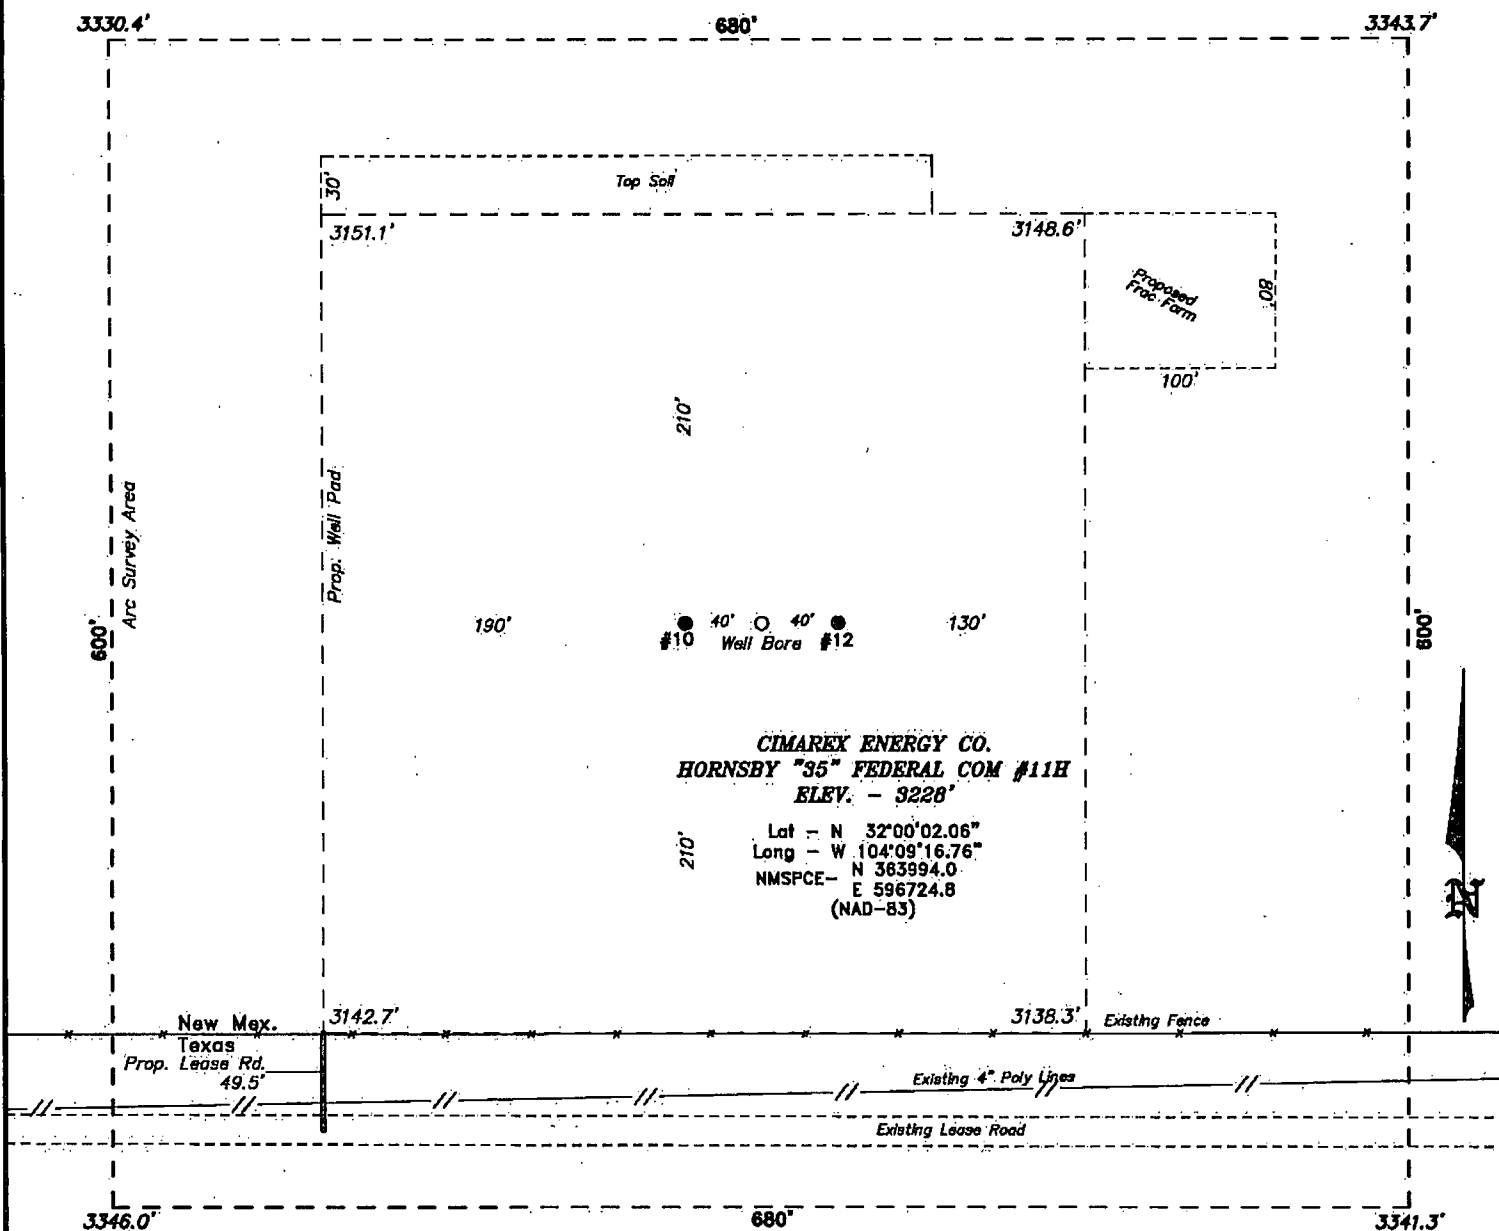 3330.4' 680' 3343.7'
Top Soil
30'
3151.1' 3148.6'
Proposed
Frac Farm
80'
100'
210'
Arc Survey Area
Prop. Well Pad
600'
190' 40' 40' 130'
#10 Well Bore #12
600'
CIMAREX ENERGY CO.
HORNSBY "35" FEDERAL COM #11H
ELEV. - 3228'
210'
Lat - N 32°00'02.06"
Long - W 104°09'16.76"
NMSPCE- N 363994.0
E 596724.8
(NAD-83)
N
3142.7' 3138.3' Existing Fence
New Mex.
Texas
Prop. Lease Rd.
49.5'
Existing 4" Poly Lines
Existing Lease Road
3346.0' 680' 3341.3'